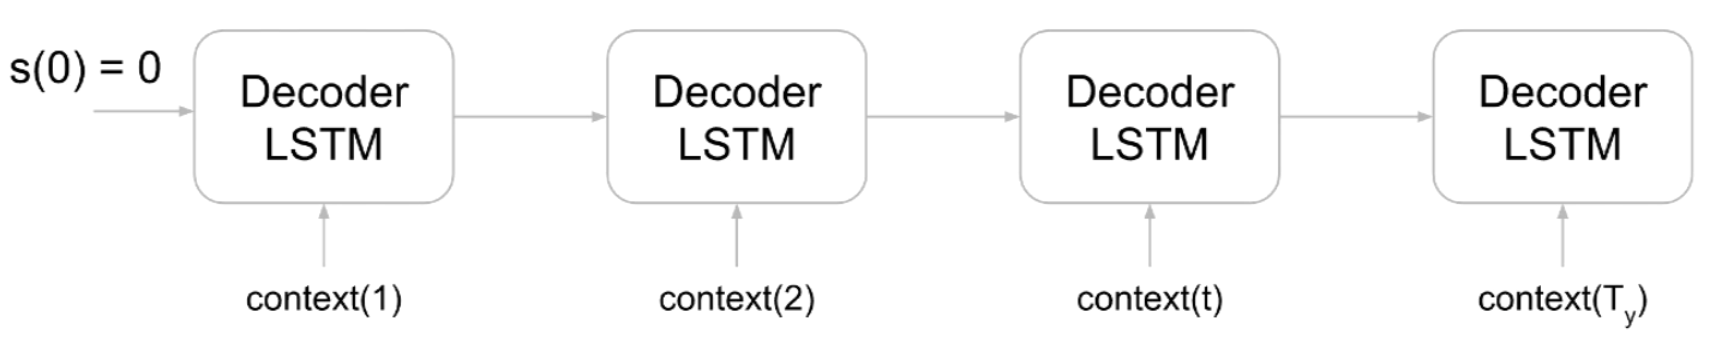 s(0) = 0
Decoder
LSTM
Decoder
LSTM
Decoder
LSTM
Decoder
LSTM
context(1)
context(2)
context(t)
context(Ty)